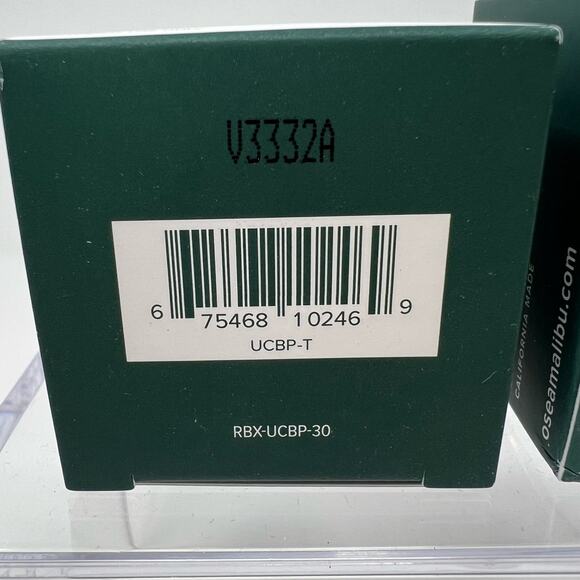 V3332A
6 75468 10246 9
UCBP-T
RBX-UCBP-30
CALIFORNIA MADE
oseamalibu.com